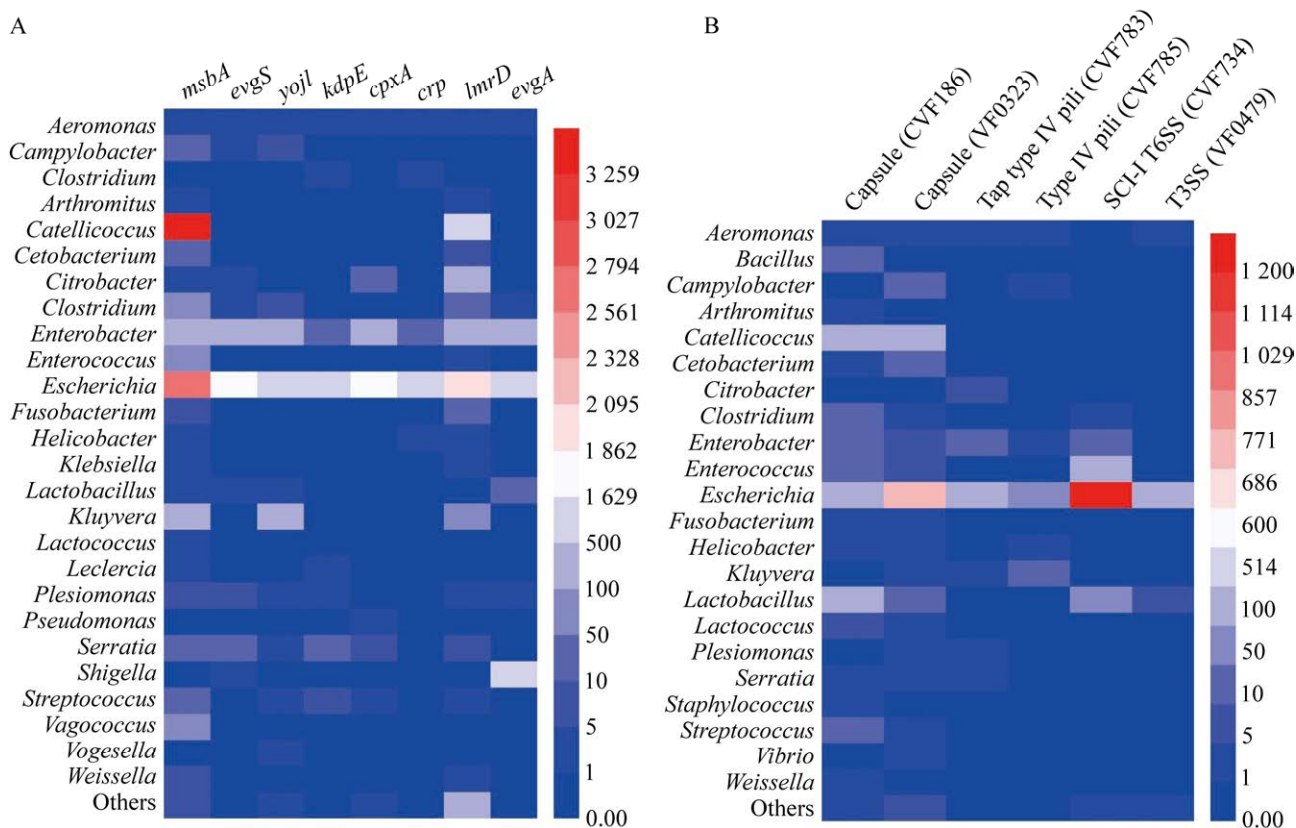 A
msbA evgS yojl kdpE cpxA crp lmrD evgA
Aeromonas
Campylobacter
Clostridium
Arthromitus
Catellicoccus
Cetobacterium
Citrobacter
Clostridium
Enterobacter
Enterococcus
Escherichia
Fusobacterium
Helicobacter
Klebsiella
Lactobacillus
Kluyvera
Lactococcus
Leclercia
Plesiomonas
Pseudomonas
Serratia
Shigella
Streptococcus
Vagococcus
Vogesella
Weissella
Others
3 259
3 027
2 794
2 561
2 328
2 095
1 862
1 629
500
100
50
10
5
1
0.00
B
Capsule (CVF186)
Capsule (VF0323)
Tap type IV pili (CVF783)
Type IV pili (CVF785)
SCI-I T6SS (CVF734)
T3SS (VF0479)
Aeromonas
Bacillus
Campylobacter
Arthromitus
Catellicoccus
Cetobacterium
Citrobacter
Clostridium
Enterobacter
Enterococcus
Escherichia
Fusobacterium
Helicobacter
Kluyvera
Lactobacillus
Lactococcus
Plesiomonas
Serratia
Staphylococcus
Streptococcus
Vibrio
Weissella
Others
1 200
1 114
1 029
857
771
686
600
514
100
50
10
5
1
0.00